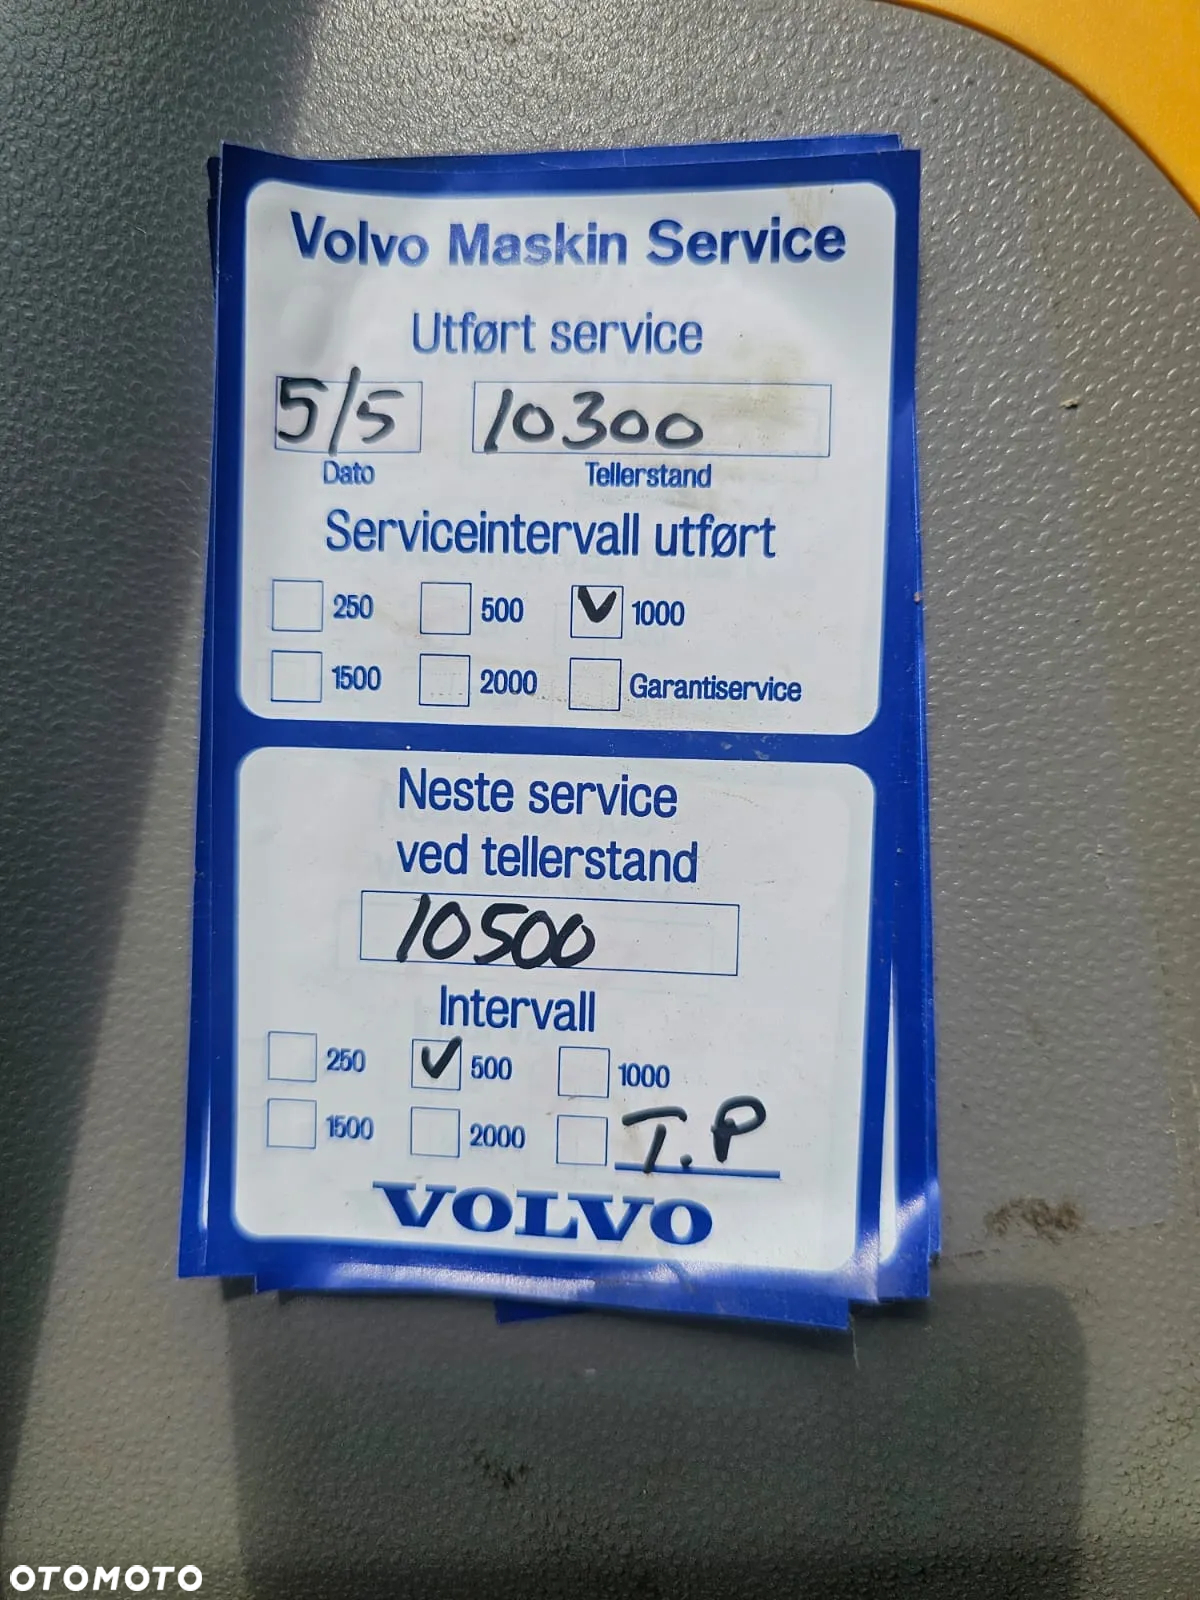 Volvo Maskin Service
Utført service
5/5 10300
Dato Tellerstand
Serviceintervall utført
250 500 1000
1500 2000 Garantiservice
Neste service
ved tellerstand
10500
Intervall
250 500 1000
1500 2000 T.P
VOLVO
OTOMOTO